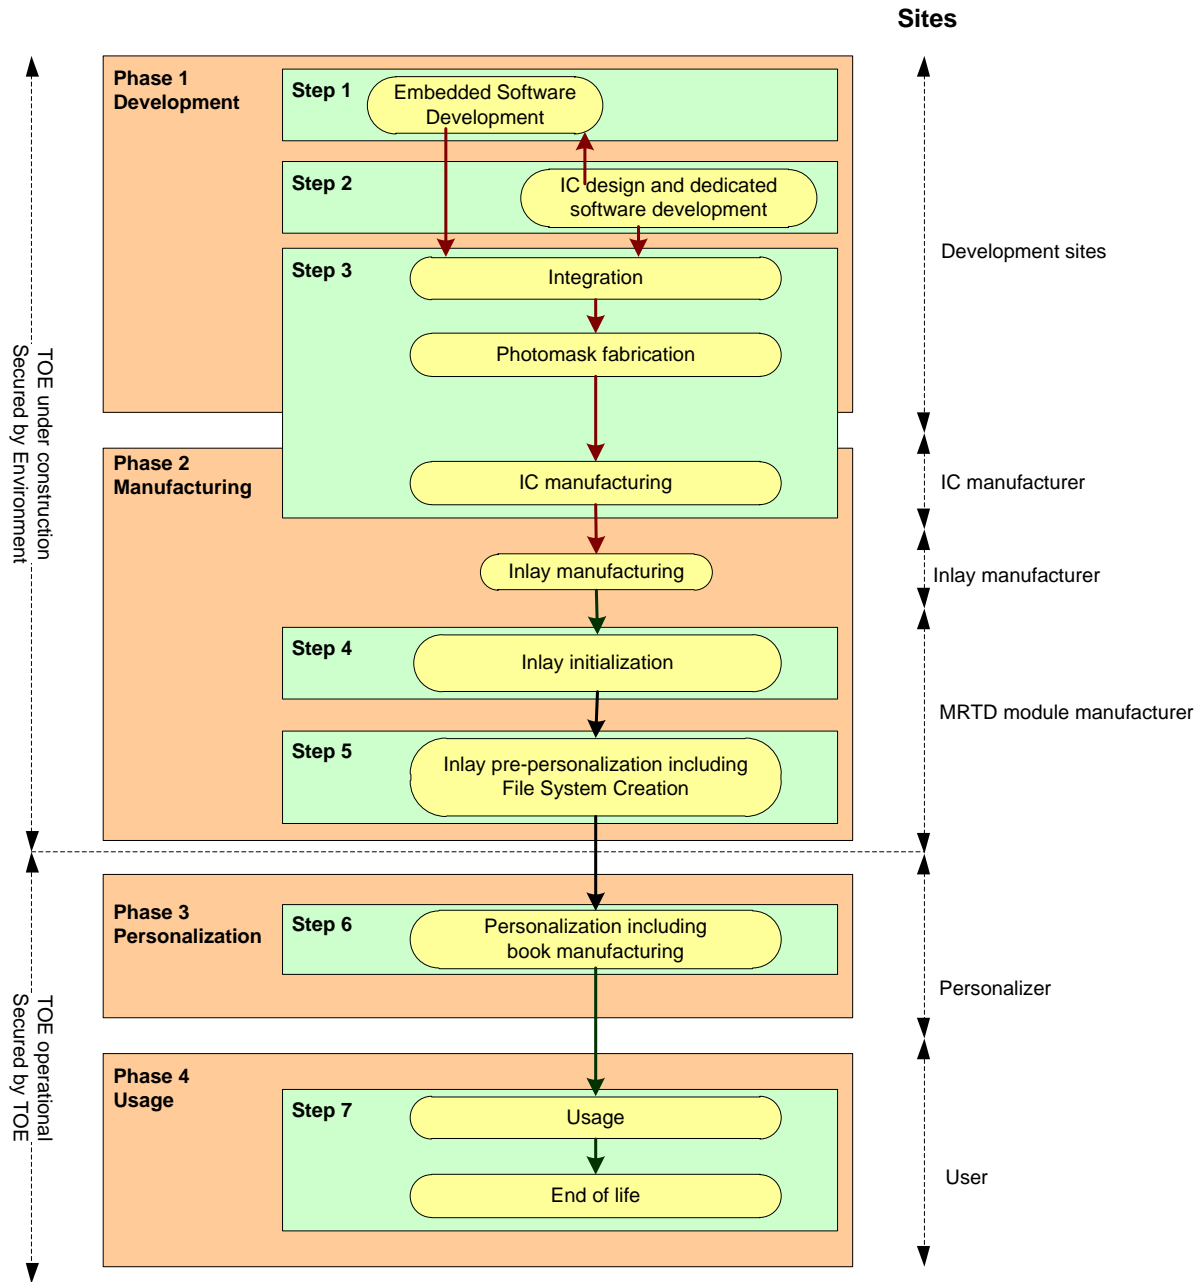 Sites
Phase 1
Development
Step 1
Embedded Software
Development
Step 2
IC design and dedicated
software development
Step 3
Integration
Photomask fabrication
Development sites
TOE under construction
Secured by Environment
Phase 2
Manufacturing
IC manufacturing
IC manufacturer
Inlay manufacturing
Inlay manufacturer
Step 4
Inlay initialization
MRTD module manufacturer
Step 5
Inlay pre-personalization including
File System Creation
Phase 3
Personalization
Step 6
Personalization including
book manufacturing
Personalizer
TOE operational
Secured by TOE
Phase 4
Usage
Step 7
Usage
End of life
User